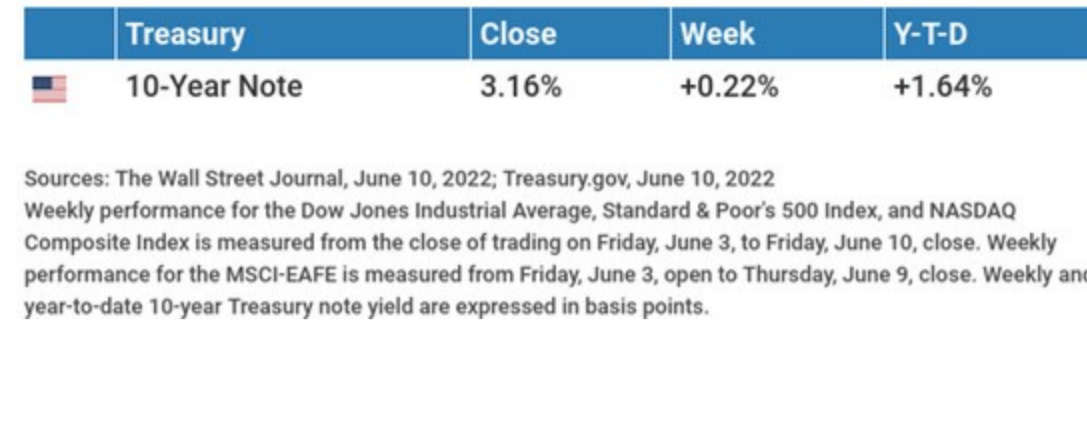 Treasury Close Week Y-T-D
10-Year Note 3.16% +0.22% +1.64%
Sources: The Wall Street Journal, June 10, 2022; Treasury.gov, June 10, 2022
Weekly performance for the Dow Jones Industrial Average, Standard & Poor's 500 Index, and NASDAQ
Composite Index is measured from the close of trading on Friday, June 3, to Friday, June 10, close. Weekly
performance for the MSCI-EAFE is measured from Friday, June 3, open to Thursday, June 9, close. Weekly and
year-to-date 10-year Treasury note yield are expressed in basis points.